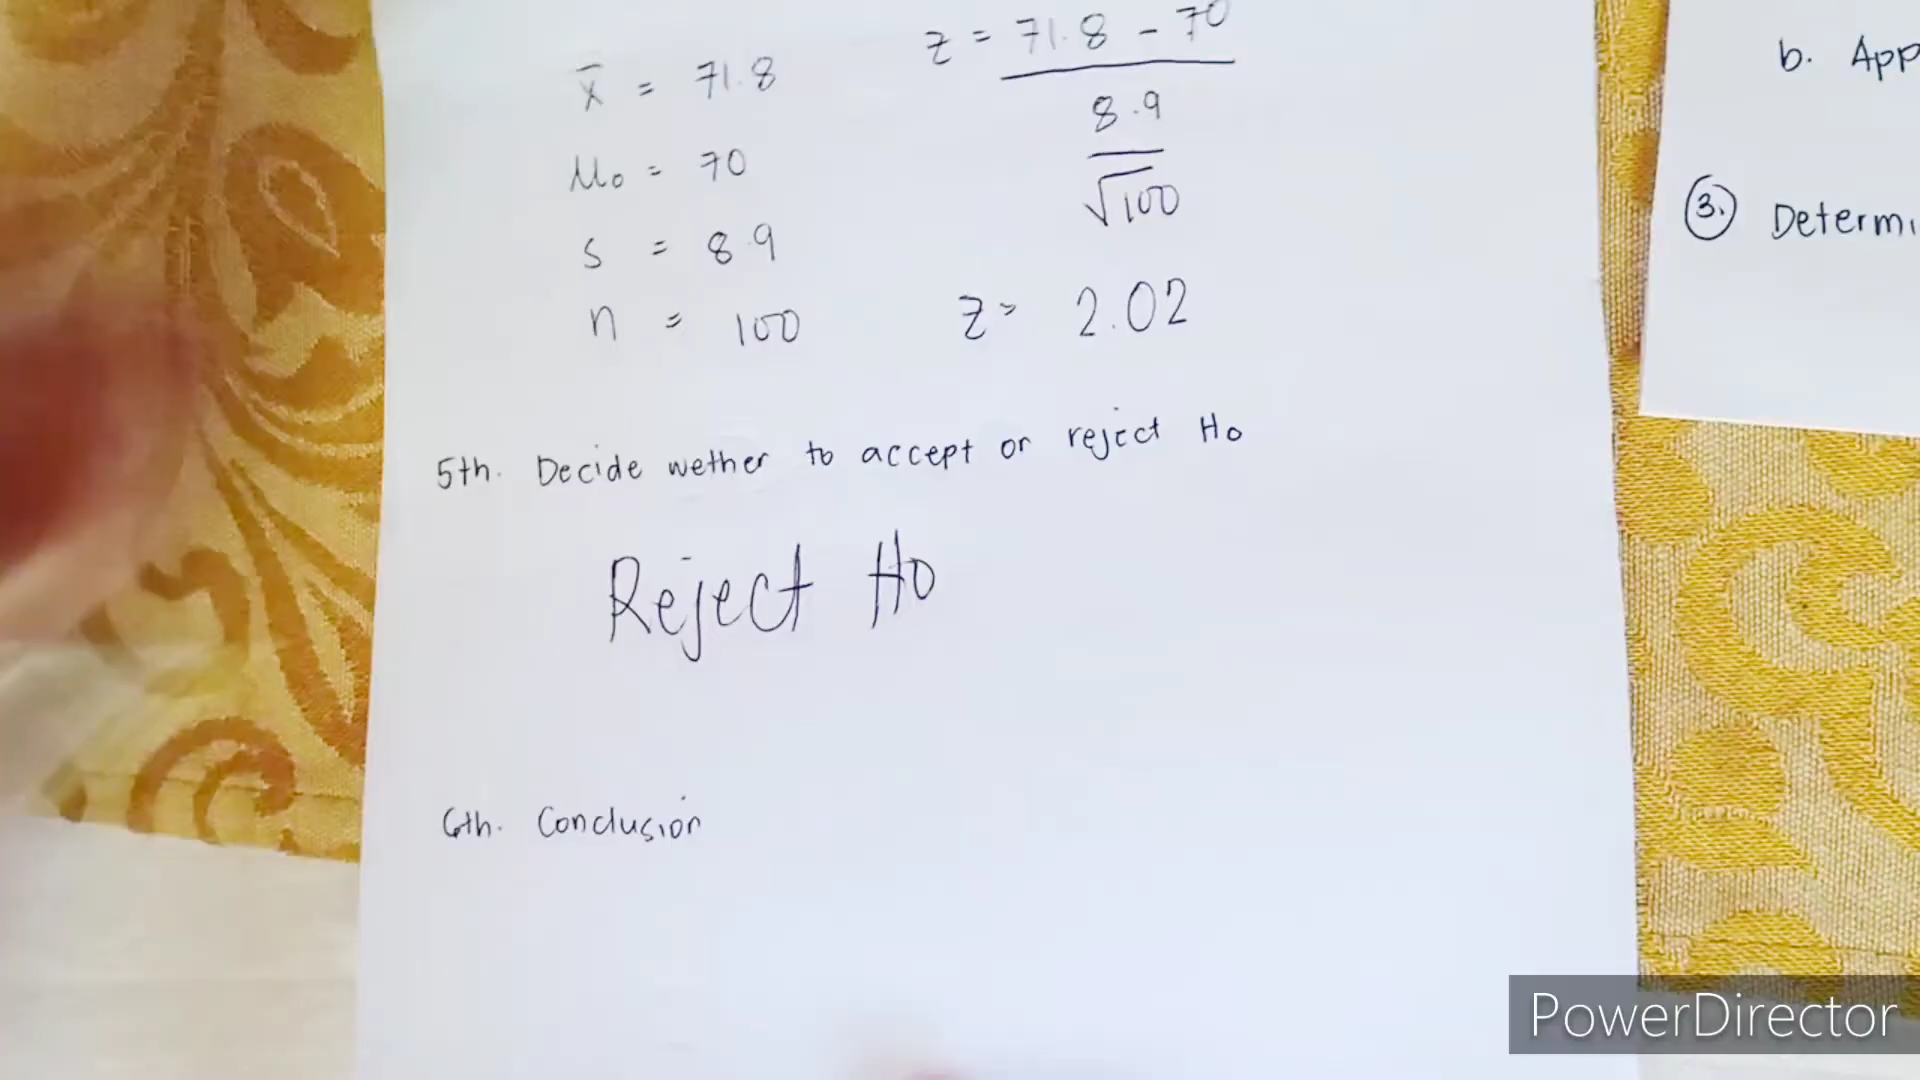 x̄ = 71.8
μ₀ = 70
s = 8.9
n = 100
z = 71.8 - 70
8.9
√100
z = 2.02
5th. Decide wether to accept or reject Ho
Reject Ho
6th. Conclusion
b. App
3. Determi
PowerDirector